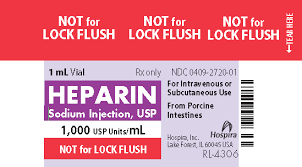 NOT for LOCK FLUSH
NOT for LOCK FLUSH
NOT for LOCK FLUSH
TEAR HERE
1 mL Vial
Rx only
HEPARIN
Sodium Injection, USP
1,000 USP Units/mL
NOT for LOCK FLUSH
NDC 0409-2720-01
For Intravenous or
Subcutaneous Use
From Porcine
Intestines
Hospira, Inc.
Lake Forest, IL 60045 USA
Hospira
RL-4306